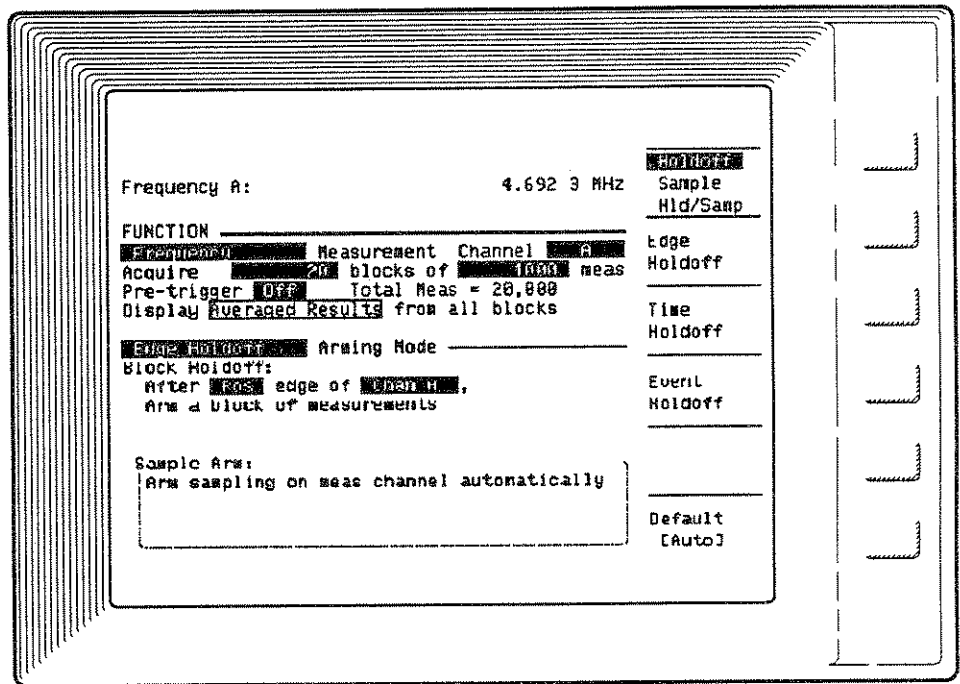 Frequency A: 4.692 3 MHz
FUNCTION
Frequency Measurement Channel A
Acquire 20 blocks of 1000 meas
Pre-trigger Off Total Meas = 20,000
Display Averaged Results from all blocks
Edge Holdoff Arming Mode
Block Holdoff:
After Pos edge of Chan A,
Arm a block of measurements
Sample Arm:
Arm sampling on meas channel automatically
Holdoff
Sample
Hld/Samp
Edge
Holdoff
Time
Holdoff
Event
Holdoff
Default
[Auto]